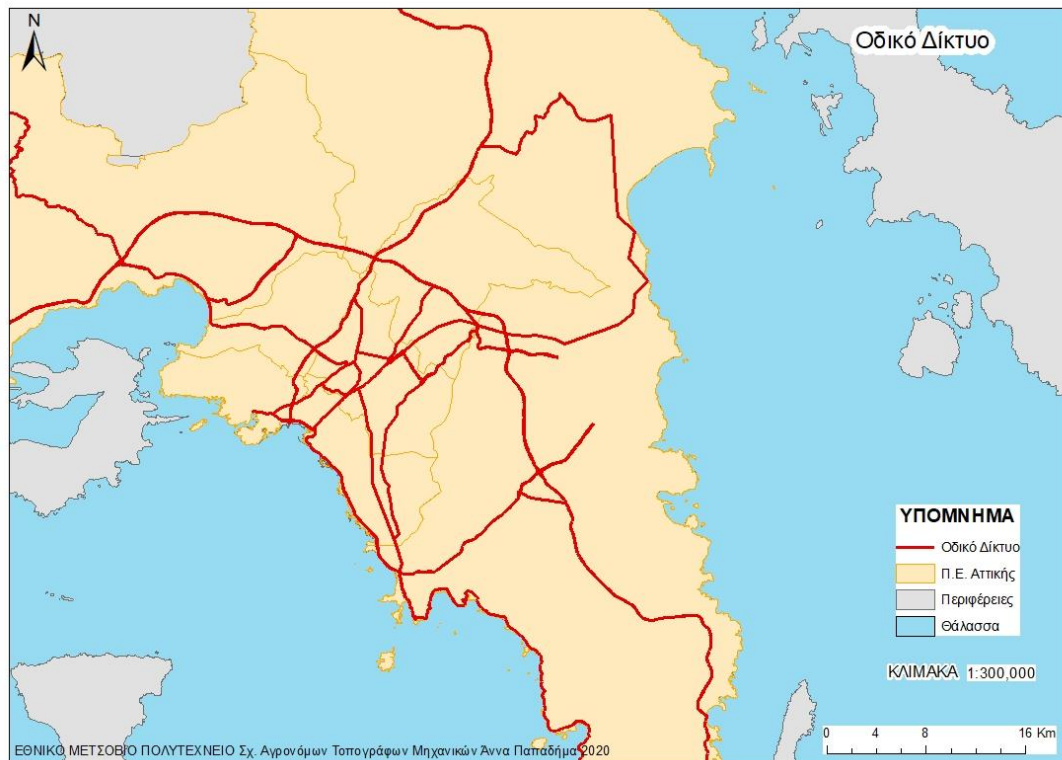 N
Οδικό Δίκτυο
ΥΠΟΜΝΗΜΑ
Οδικό Δίκτυο
Π.Ε. Αττικής
Περιφέρειες
Θάλασσα
ΚΛΙΜΑΚΑ 1:300,000
0 4 8 16 Km
ΕΘΝΙΚΟ ΜΕΤΣΟΒΙΟ ΠΟΛΥΤΕΧΝΕΙΟ Σχ. Αγρονόμων Τοπογράφων Μηχανικών Άννα Παπαδήμα 2020